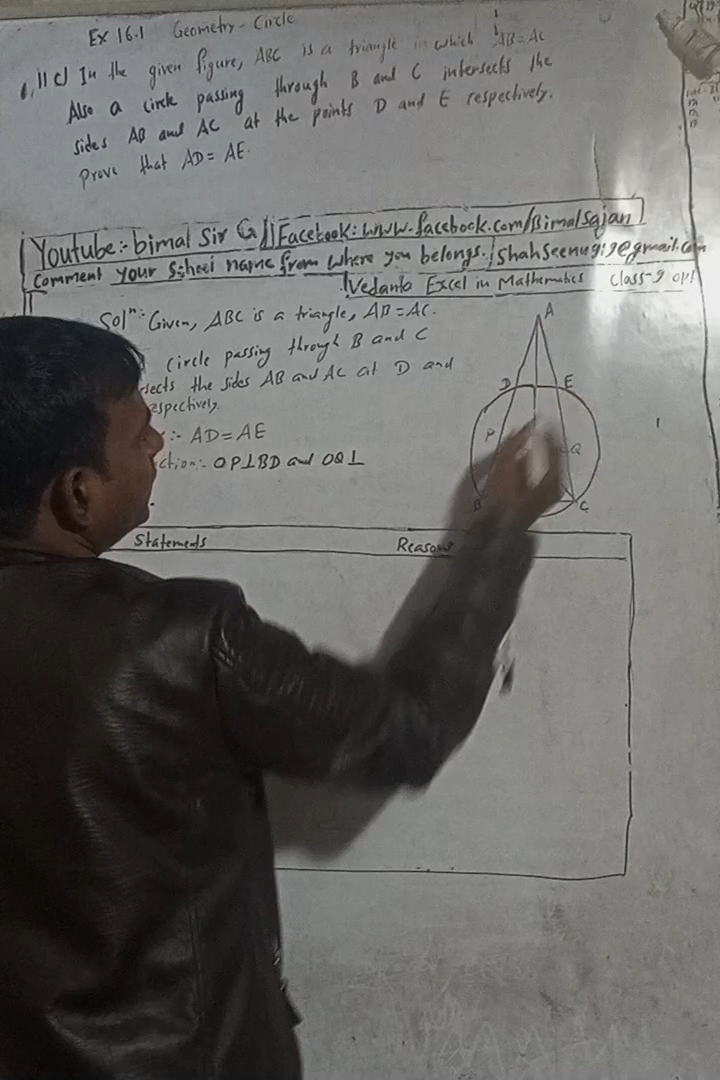 Ex 16.1 Geometry - Circle
11 c) In the given figure, ABC is a triangle in which AB = AC
Also a circle passing through B and C intersects the
sides AB and AC at the points D and E respectively.
Prove that AD = AE.
Youtube:- bimal Sir G // Facebook: www.facebook.com/Bimalsajan
Comment your School name from where you belongs.
Vedanta Excel in Mathematics Class-9 opt
Solⁿ: Given, ABC is a triangle, AB = AC.
Circle passing through B and C
sects the sides AB and AC at D and
espectively
:- AD = AE
ction:- OP⊥BD and OQ⊥
A
D E
P Q
B C
Statements Reasons